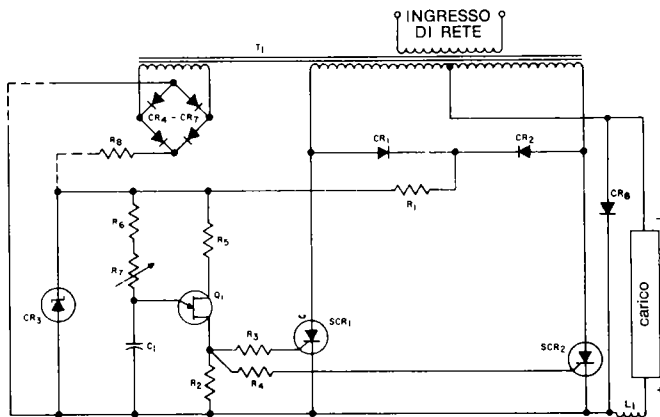 INGRESSO
DI RETE
T1
CR4 - CR7
R8
CR1
CR2
R1
CR8
R6
R5
R7
Q1
CR3
C1
R3
C
SCR1
R2
R4
SCR2
carico
L1
+